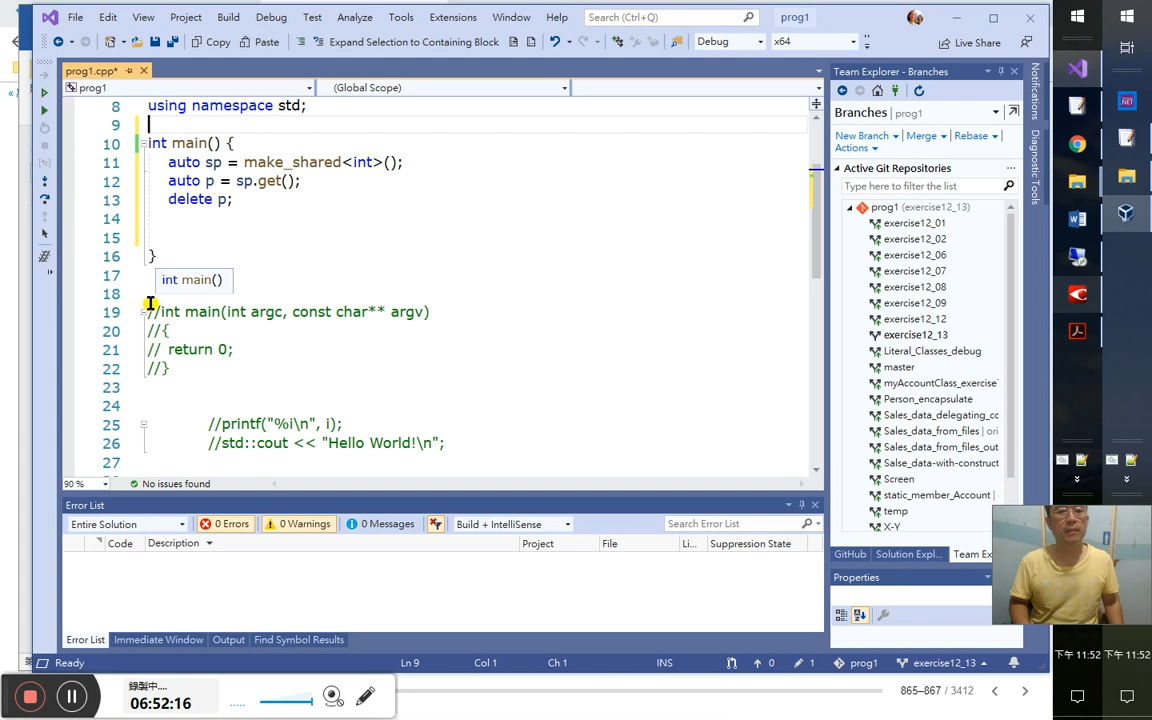 File Edit View Project Build Debug Test Analyze Tools Extensions Window Help Search (Ctrl+Q) prog1
Copy Paste Expand Selection to Containing Block Debug x64 Live Share
prog1.cpp*
prog1 (Global Scope)
8 using namespace std;
9
10 int main() {
11 auto sp = make_shared<int>();
12 auto p = sp.get();
13 delete p;
14
15
16 }
int main()
17
18
19 //int main(int argc, const char** argv)
20 //{
21 // return 0;
22 //}
23
24
25 //printf("%i\n", i);
26 //std::cout << "Hello World!\n";
27
90 % No issues found
Error List
Entire Solution 0 Errors 0 Warnings 0 Messages Build + IntelliSense Search Error List
Code Description Project File Li... Suppression State
Error List Immediate Window Output Find Symbol Results
Team Explorer - Branches
Branches prog1
New Branch Merge Rebase
Actions
Active Git Repositories
Type here to filter the list
prog1 (exercise12_13)
exercise12_01
exercise12_02
exercise12_06
exercise12_07
exercise12_08
exercise12_09
exercise12_12
exercise12_13
Literal_Classes_debug
master
myAccountClass_exercise
Person_encapsulate
Sales_data_delegating_cc
Sales_data_from_files | ori
Sales_data_from_files_out
Salse_data-with-construct
Screen
static_member_Account
temp
X-Y
GitHub Solution Expl... Team Ex
Properties
Notifications
Diagnostic Tools
Ready Ln 9 Col 1 Ch 1 INS 0 1 prog1 exercise12_13
錄製中....
06:52:16
865–867 / 3412
下午 11:52 下午 11:52